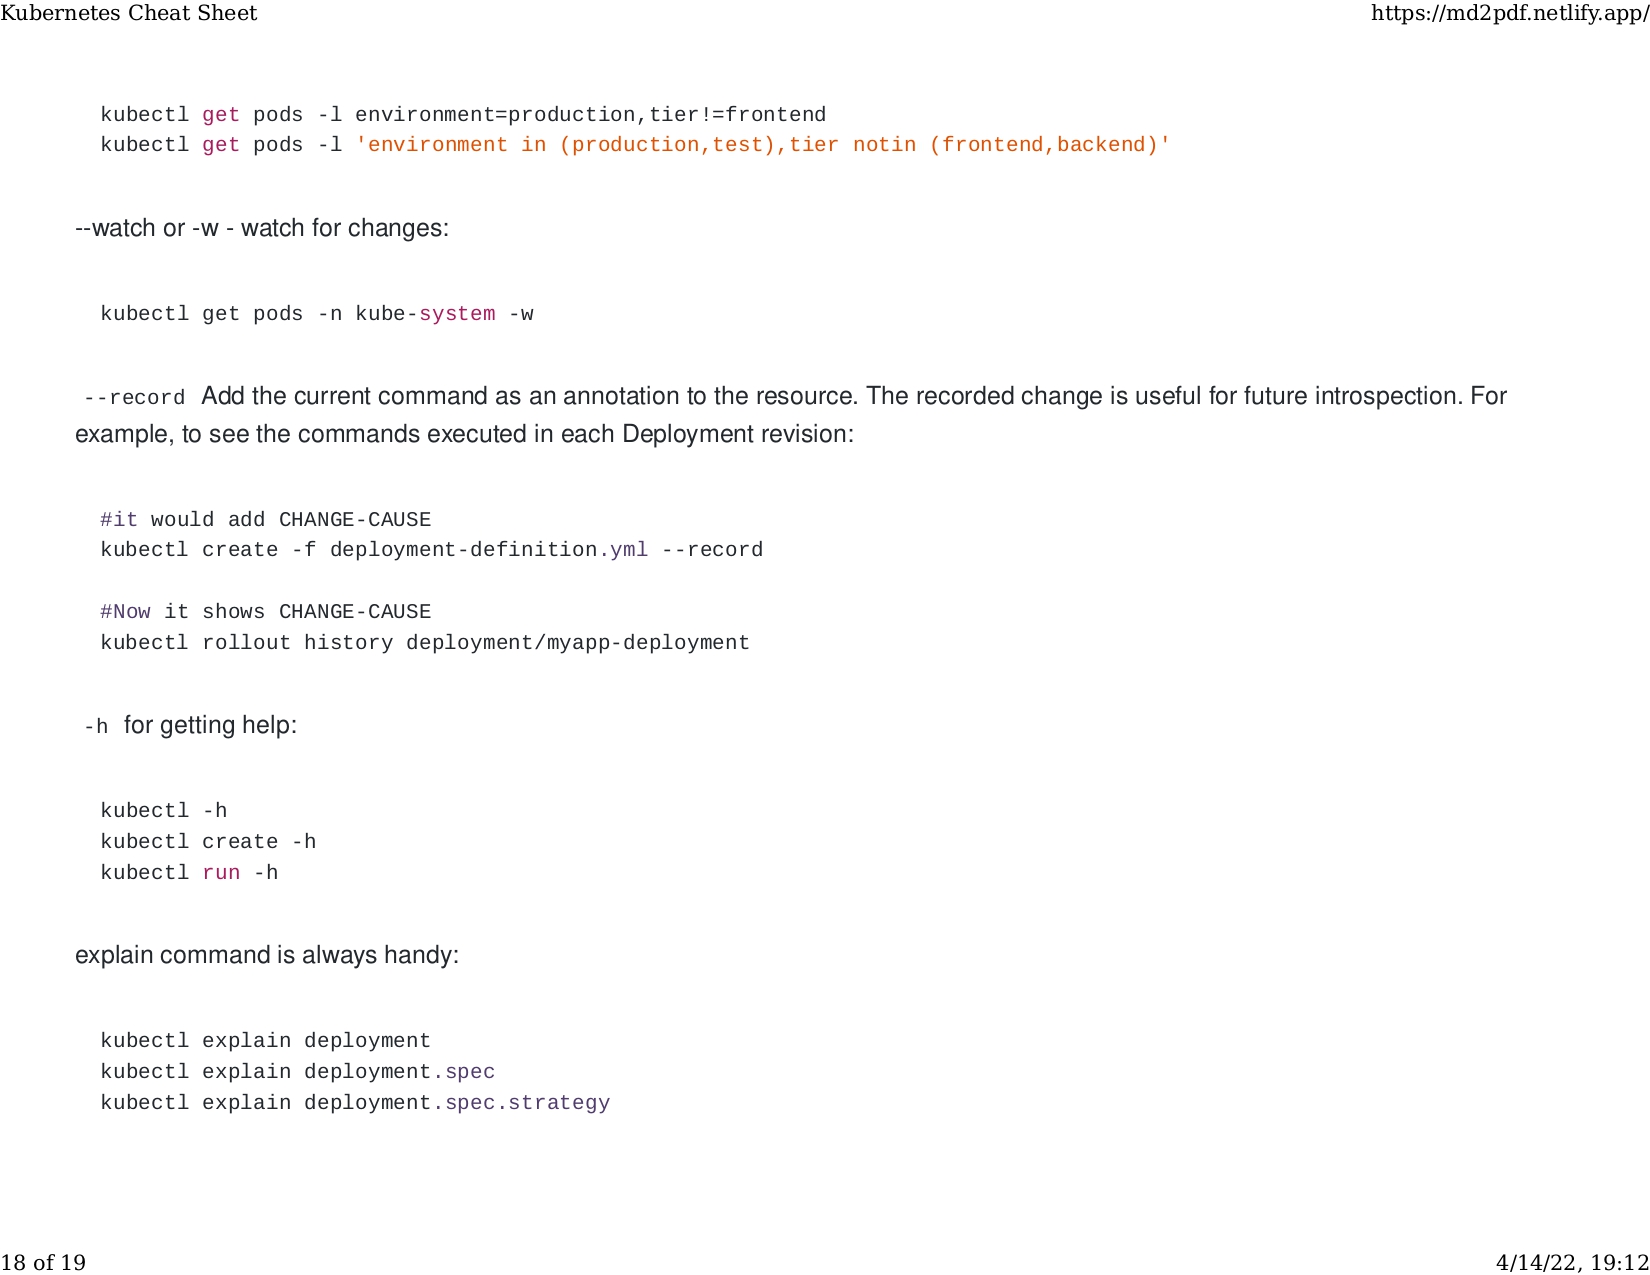 Kubernetes Cheat Sheet https://md2pdf.netlify.app/
kubectl get pods -l environment=production,tier!=frontend
kubectl get pods -l 'environment in (production,test),tier notin (frontend,backend)'
--watch or -w - watch for changes:
kubectl get pods -n kube-system -w
--record Add the current command as an annotation to the resource. The recorded change is useful for future introspection. For
example, to see the commands executed in each Deployment revision:
#it would add CHANGE-CAUSE
kubectl create -f deployment-definition.yml --record
#Now it shows CHANGE-CAUSE
kubectl rollout history deployment/myapp-deployment
-h for getting help:
kubectl -h
kubectl create -h
kubectl run -h
explain command is always handy:
kubectl explain deployment
kubectl explain deployment.spec
kubectl explain deployment.spec.strategy
18 of 19 4/14/22, 19:12